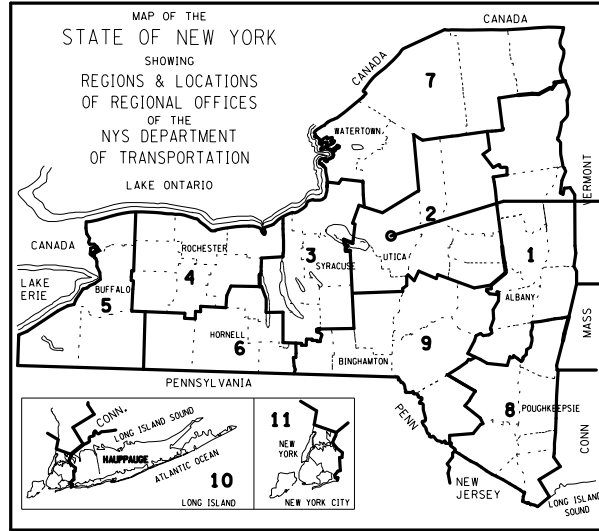 MAP OF THE
STATE OF NEW YORK
SHOWING
REGIONS & LOCATIONS
OF REGIONAL OFFICES
OF THE
NYS DEPARTMENT
OF TRANSPORTATION
LAKE ONTARIO
CANADA
CANADA
7
WATERTOWN
VERMONT
2
UTICA
CANADA
ROCHESTER
4
3
SYRACUSE
1
ALBANY
LAKE
ERIE
BUFFALO
5
HORNELL
6
BINGHAMTON
9
MASS
PENNSYLVANIA
PENN
8
POUGHKEEPSIE
CONN
NEW
JERSEY
LONG ISLAND
SOUND
CONN.
LONG ISLAND SOUND
HAUPPAUGE
ATLANTIC OCEAN
10
LONG ISLAND
11
NEW
YORK
NEW YORK CITY